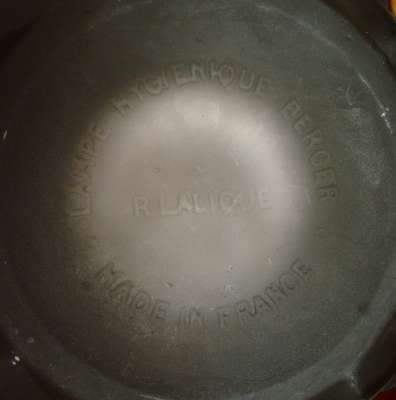 LAMPE HYGIENIQUE BERGER
R LALIQUE
MADE IN FRANCE